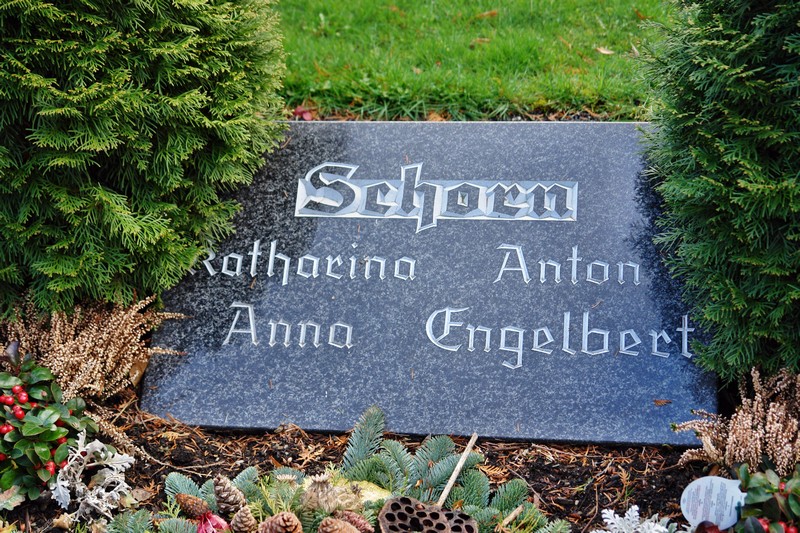 Schorn
Katharina Anton
Anna Engelbert